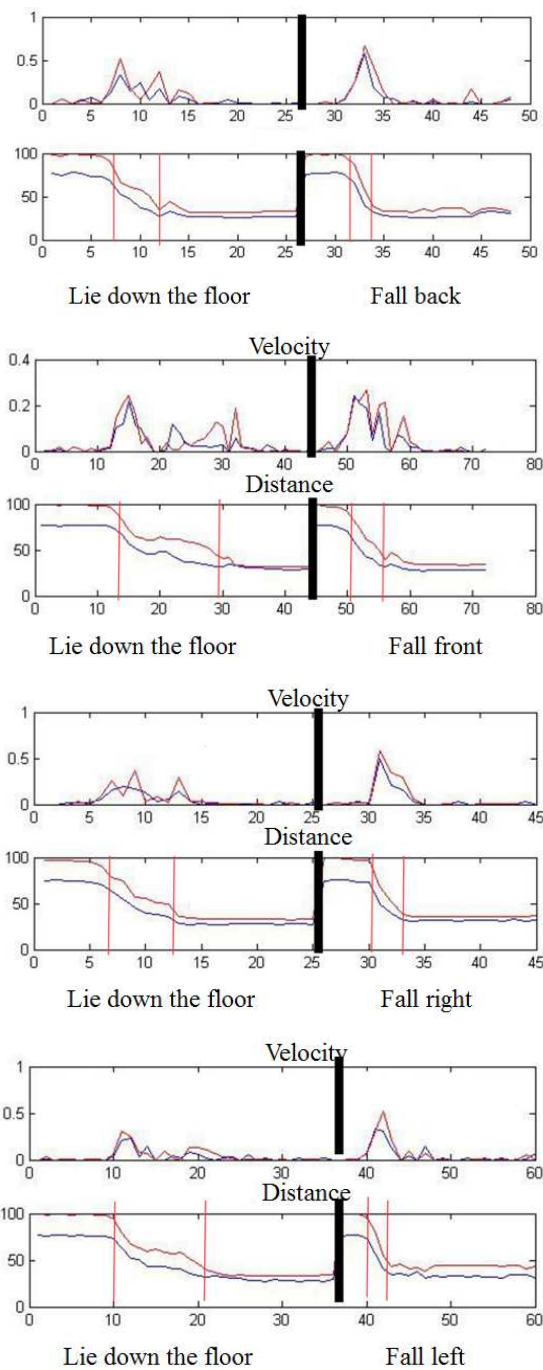 1
0.5
0
0 5 10 15 20 25 30 35 40 45 50
100
50
0
0 5 10 15 20 25 30 35 40 45 50
Lie down the floor Fall back
Velocity
0.4
0.2
0
0 10 20 30 40 50 60 70 80
Distance
100
50
0
0 10 20 30 40 50 60 70 80
Lie down the floor Fall front
Velocity
1
0.5
0
0 5 10 15 20 25 30 35 40 45
Distance
100
50
0
0 5 10 15 20 25 30 35 40 45
Lie down the floor Fall right
Velocity
1
0.5
0
0 10 20 30 40 50 60
Distance
100
50
0
0 10 20 30 40 50 60
Lie down the floor Fall left